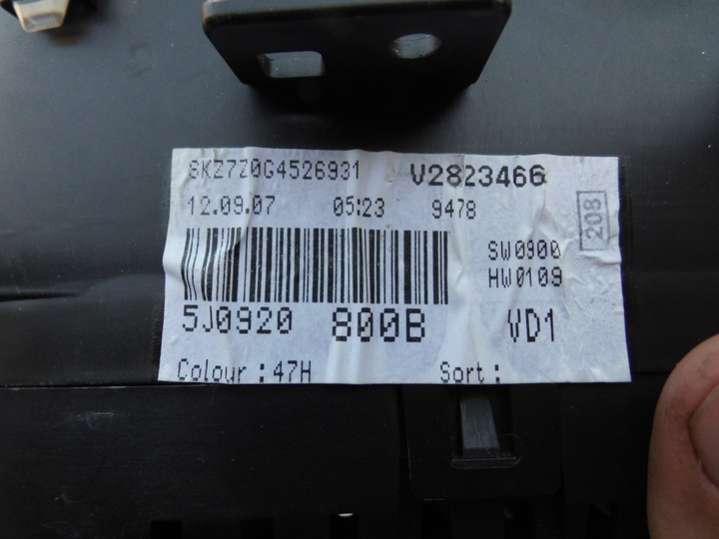 SKZ7Z0G4526931 V2823466
12.09.07 05:23 9478
208
SW0900
HW0109
5J0920 800B VD1
Colour : 47H Sort :